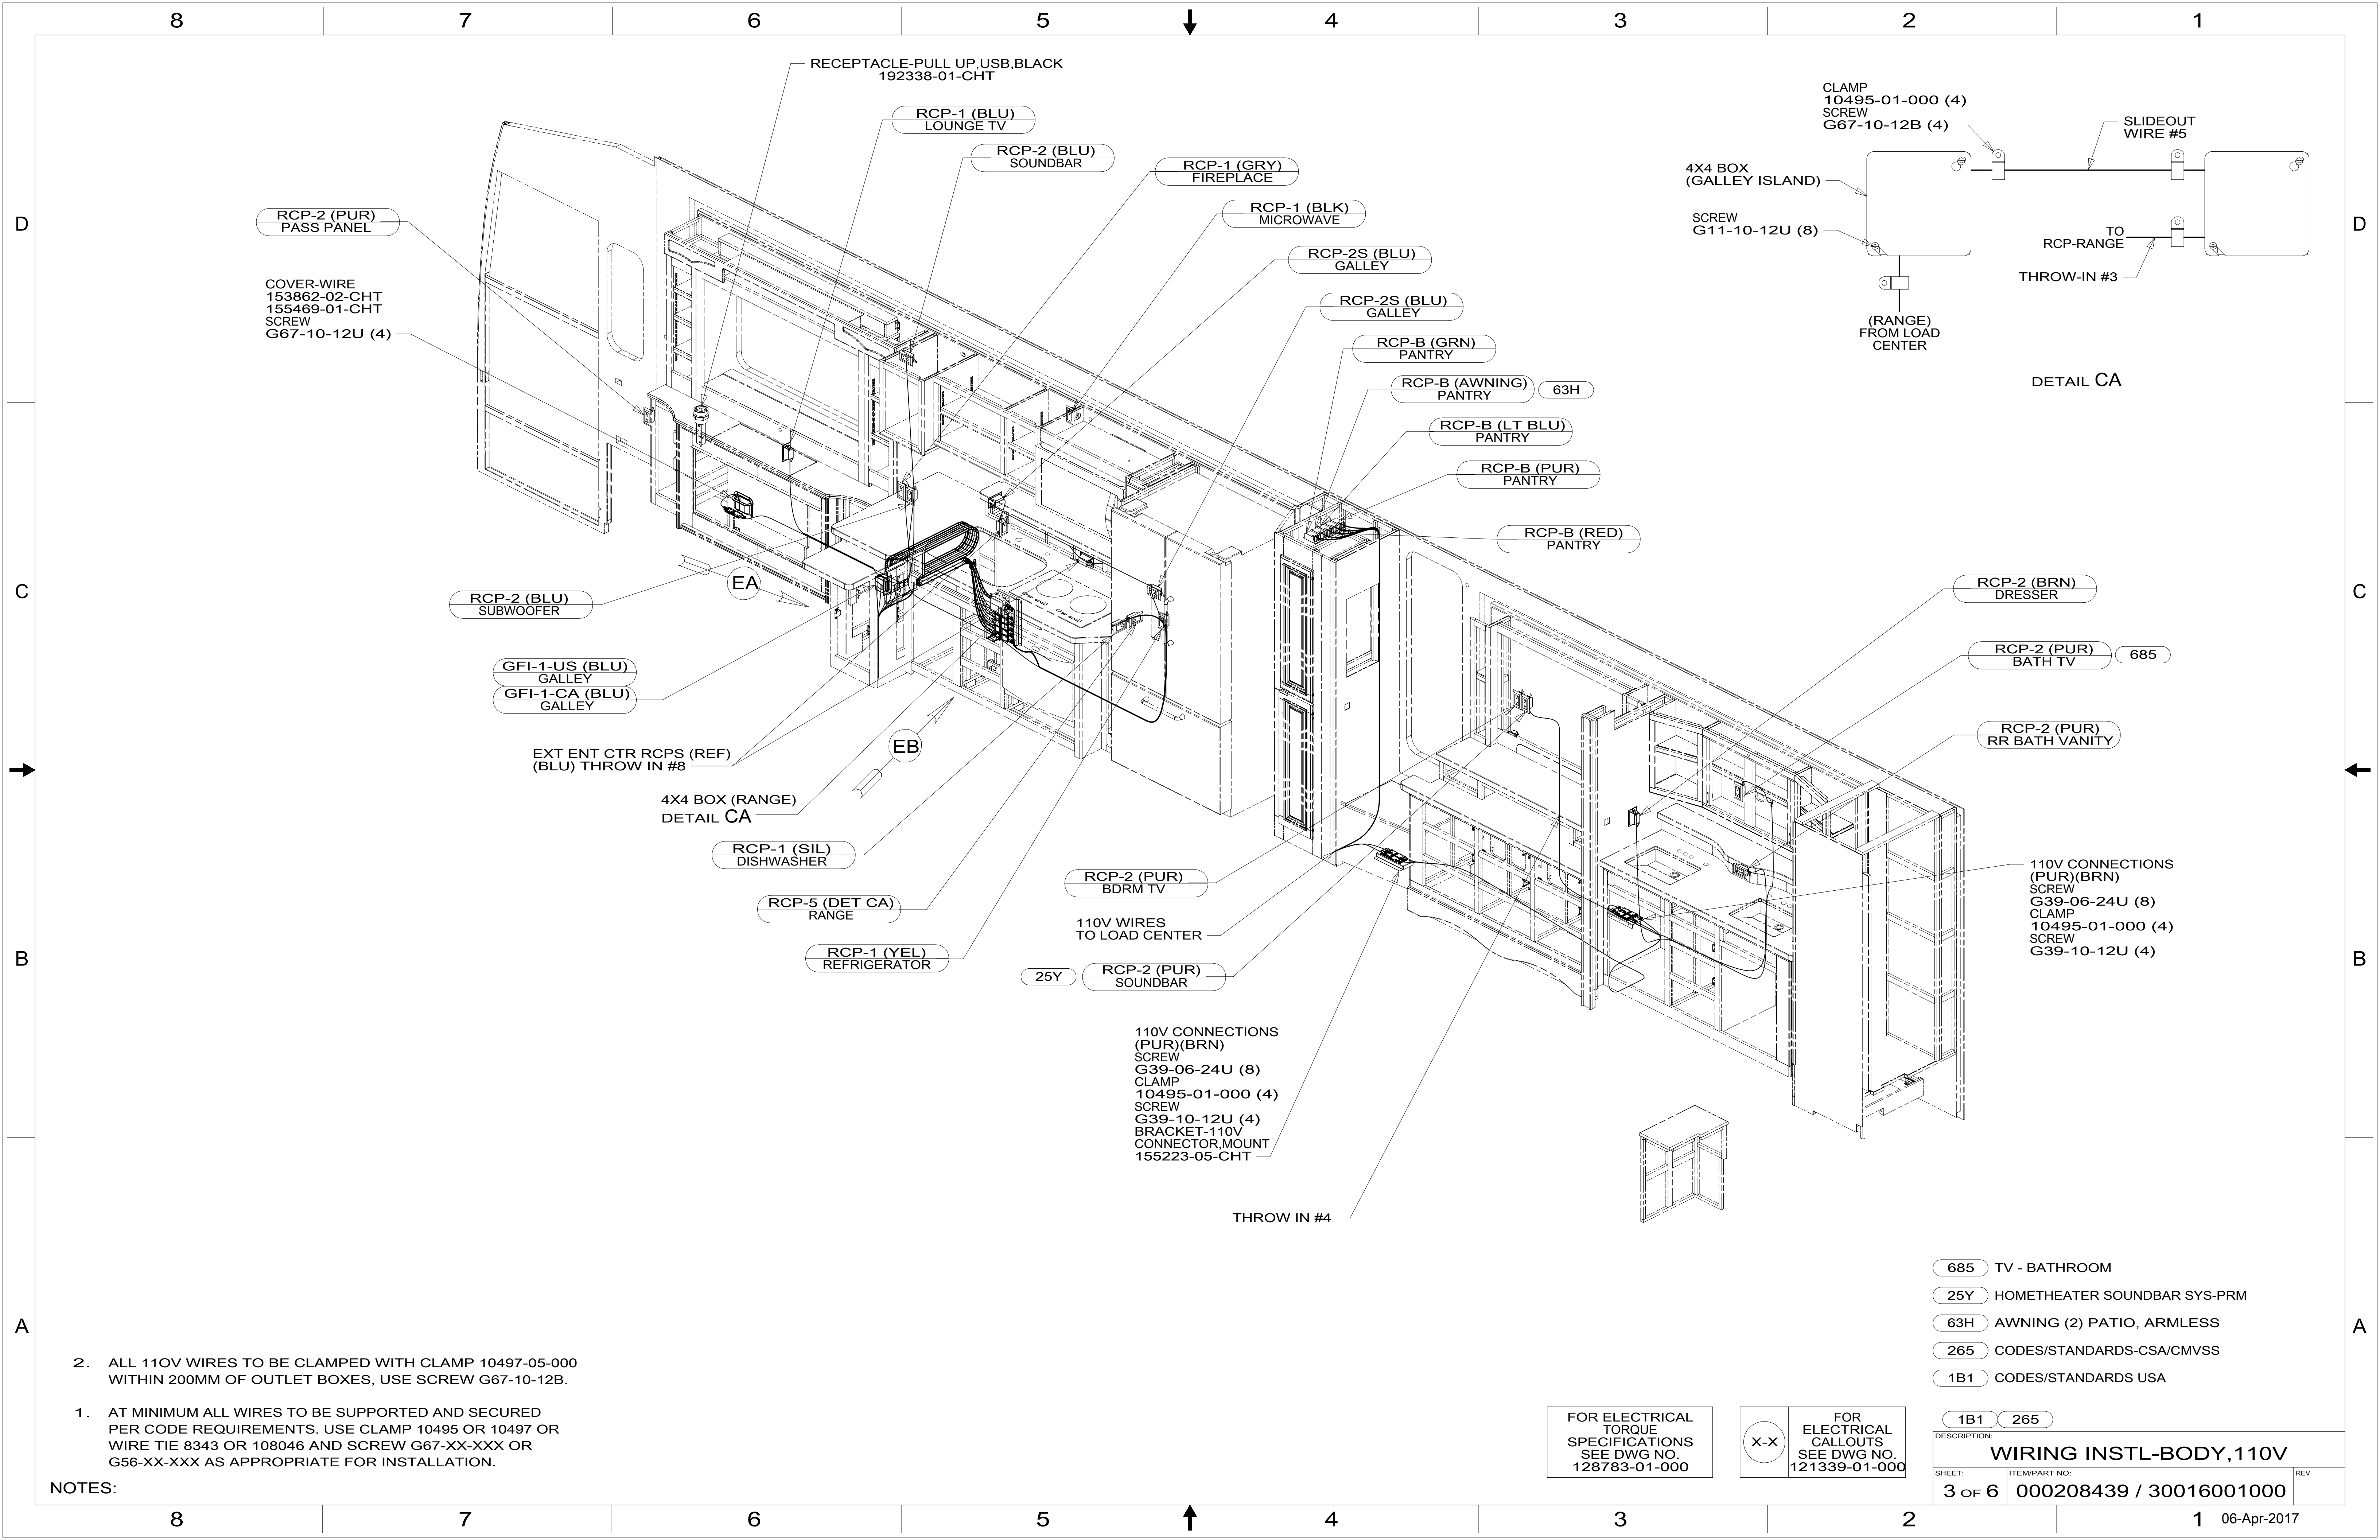 8 7 6 5 4 3 2 1
RECEPTACLE-PULL UP,USB,BLACK
192338-01-CHT
RCP-1 (BLU)
LOUNGE TV
RCP-2 (BLU)
SOUNDBAR
RCP-1 (GRY)
FIREPLACE
RCP-1 (BLK)
MICROWAVE
RCP-2S (BLU)
GALLEY
RCP-2S (BLU)
GALLEY
RCP-B (GRN)
PANTRY
RCP-B (AWNING)
PANTRY
63H
RCP-B (LT BLU)
PANTRY
RCP-B (PUR)
PANTRY
RCP-B (RED)
PANTRY
CLAMP
10495-01-000 (4)
SCREW
G67-10-12B (4)
SLIDEOUT
WIRE #5
4X4 BOX
(GALLEY ISLAND)
SCREW
G11-10-12U (8)
TO
RCP-RANGE
THROW-IN #3
(RANGE)
FROM LOAD
CENTER
DETAIL CA
D
D
RCP-2 (PUR)
PASS PANEL
COVER-WIRE
153862-02-CHT
155469-01-CHT
SCREW
G67-10-12U (4)
C
C
EA
RCP-2 (BLU)
SUBWOOFER
GFI-1-US (BLU)
GALLEY
GFI-1-CA (BLU)
GALLEY
EB
EXT ENT CTR RCPS (REF)
(BLU) THROW IN #8
4X4 BOX (RANGE)
DETAIL CA
RCP-1 (SIL)
DISHWASHER
RCP-5 (DET CA)
RANGE
RCP-1 (YEL)
REFRIGERATOR
RCP-2 (BRN)
DRESSER
RCP-2 (PUR)
BATH TV
685
RCP-2 (PUR)
RR BATH VANITY
RCP-2 (PUR)
BDRM TV
110V WIRES
TO LOAD CENTER
25Y
RCP-2 (PUR)
SOUNDBAR
110V CONNECTIONS
(PUR)(BRN)
SCREW
G39-06-24U (8)
CLAMP
10495-01-000 (4)
SCREW
G39-10-12U (4)
B
B
110V CONNECTIONS
(PUR)(BRN)
SCREW
G39-06-24U (8)
CLAMP
10495-01-000 (4)
SCREW
G39-10-12U (4)
BRACKET-110V
CONNECTOR,MOUNT
155223-05-CHT
THROW IN #4
A
A
685 TV - BATHROOM
25Y HOMETHEATER SOUNDBAR SYS-PRM
63H AWNING (2) PATIO, ARMLESS
265 CODES/STANDARDS-CSA/CMVSS
1B1 CODES/STANDARDS USA
1B1 265
2. ALL 11OV WIRES TO BE CLAMPED WITH CLAMP 10497-05-000
WITHIN 200MM OF OUTLET BOXES, USE SCREW G67-10-12B.
1. AT MINIMUM ALL WIRES TO BE SUPPORTED AND SECURED
PER CODE REQUIREMENTS. USE CLAMP 10495 OR 10497 OR
WIRE TIE 8343 OR 108046 AND SCREW G67-XX-XXX OR
G56-XX-XXX AS APPROPRIATE FOR INSTALLATION.
NOTES:
FOR ELECTRICAL
TORQUE
SPECIFICATIONS
SEE DWG NO.
128783-01-000
X-X
FOR
ELECTRICAL
CALLOUTS
SEE DWG NO.
121339-01-000
DESCRIPTION:
WIRING INSTL-BODY,110V
SHEET:
3 OF 6
ITEM/PART NO:
000208439 / 30016001000
REV
8 7 6 5 4 3 2 1
06-Apr-2017